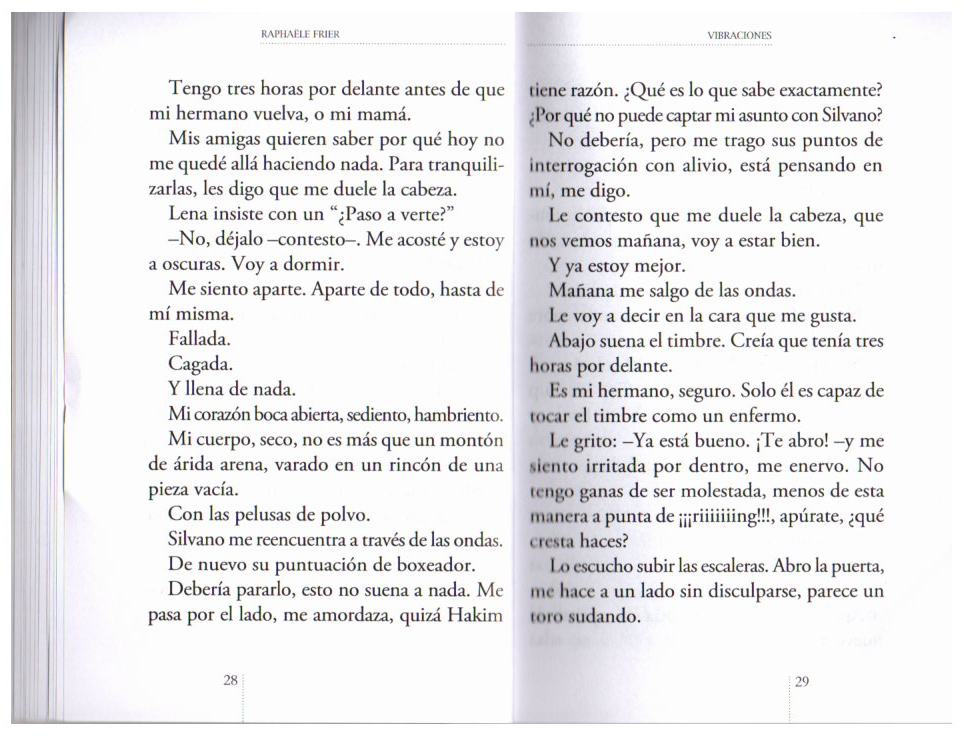 RAPHAËLE FRIER
Tengo tres horas por delante antes de que
mi hermano vuelva, o mi mamá.
Mis amigas quieren saber por qué hoy no
me quedé allá haciendo nada. Para tranquili-
zarlas, les digo que me duele la cabeza.
Lena insiste con un “¿Paso a verte?”
–No, déjalo –contesto–. Me acosté y estoy
a oscuras. Voy a dormir.
Me siento aparte. Aparte de todo, hasta de
mí misma.
Fallada.
Cagada.
Y llena de nada.
Mi corazón boca abierta, sediento, hambriento.
Mi cuerpo, seco, no es más que un montón
de árida arena, varado en un rincón de una
pieza vacía.
Con las pelusas de polvo.
Silvano me reencuentra a través de las ondas.
De nuevo su puntuación de boxeador.
Debería pararlo, esto no suena a nada. Me
pasa por el lado, me amordaza, quizá Hakim
28
VIBRACIONES
tiene razón. ¿Qué es lo que sabe exactamente?
¿Por qué no puede captar mi asunto con Silvano?
No debería, pero me trago sus puntos de
interrogación con alivio, está pensando en
mí, me digo.
Le contesto que me duele la cabeza, que
nos vemos mañana, voy a estar bien.
Y ya estoy mejor.
Mañana me salgo de las ondas.
Le voy a decir en la cara que me gusta.
Abajo suena el timbre. Creía que tenía tres
horas por delante.
Es mi hermano, seguro. Solo él es capaz de
tocar el timbre como un enfermo.
Le grito: –Ya está bueno. ¡Te abro! –y me
siento irritada por dentro, me enervo. No
tengo ganas de ser molestada, menos de esta
manera a punta de ¡¡¡riiiiiiing!!!, apúrate, ¿qué
cresta haces?
Lo escucho subir las escaleras. Abro la puerta,
me hace a un lado sin disculparse, parece un
toro sudando.
29